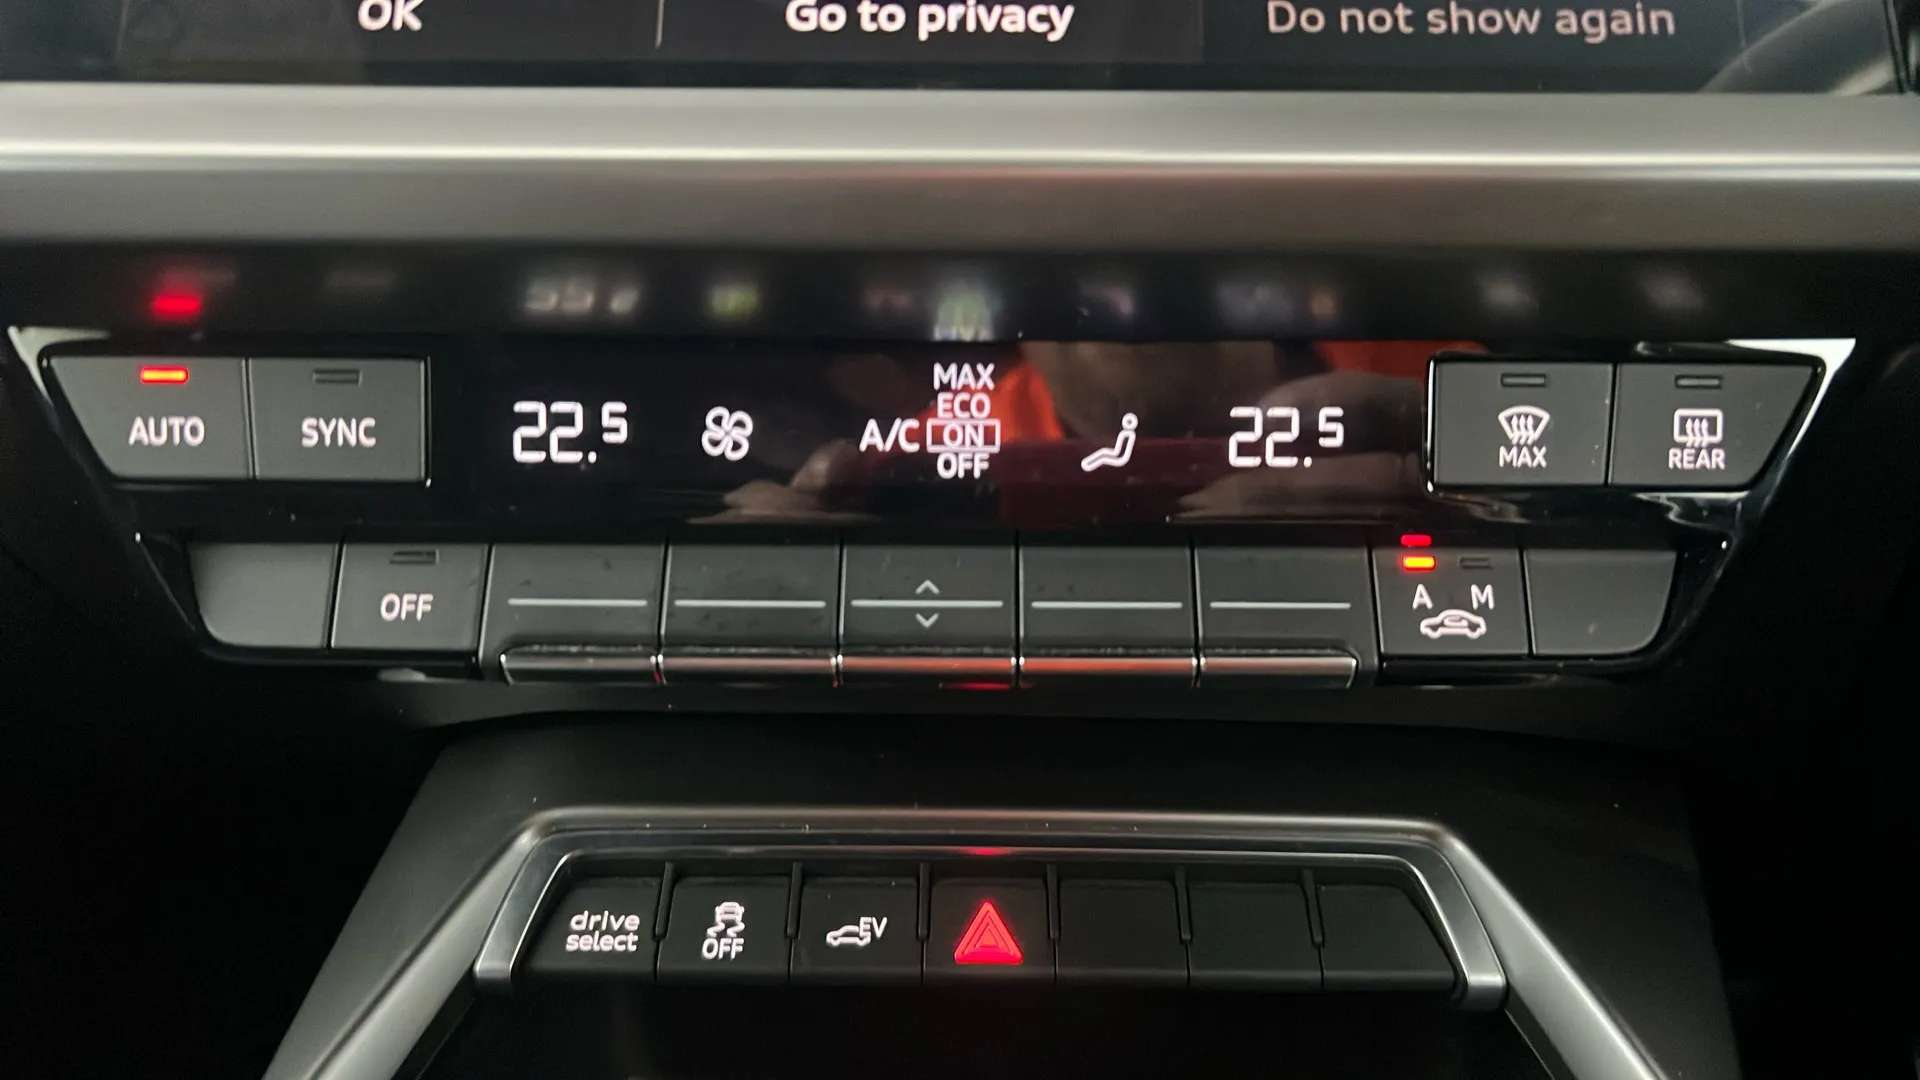 OK
Go to privacy
Do not show again
AUTO
SYNC
22.5
A/C
MAX
ECO
ON
OFF
22.5
MAX
REAR
OFF
A
M
drive
select
OFF
EV